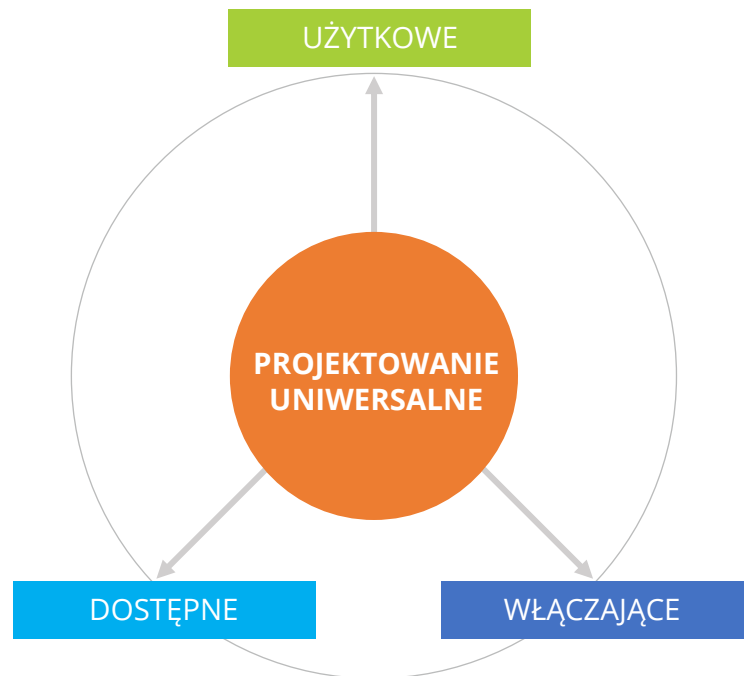 UŻYTKOWE
PROJEKTOWANIE
UNIWERSALNE
DOSTĘPNE
WŁĄCZAJĄCE